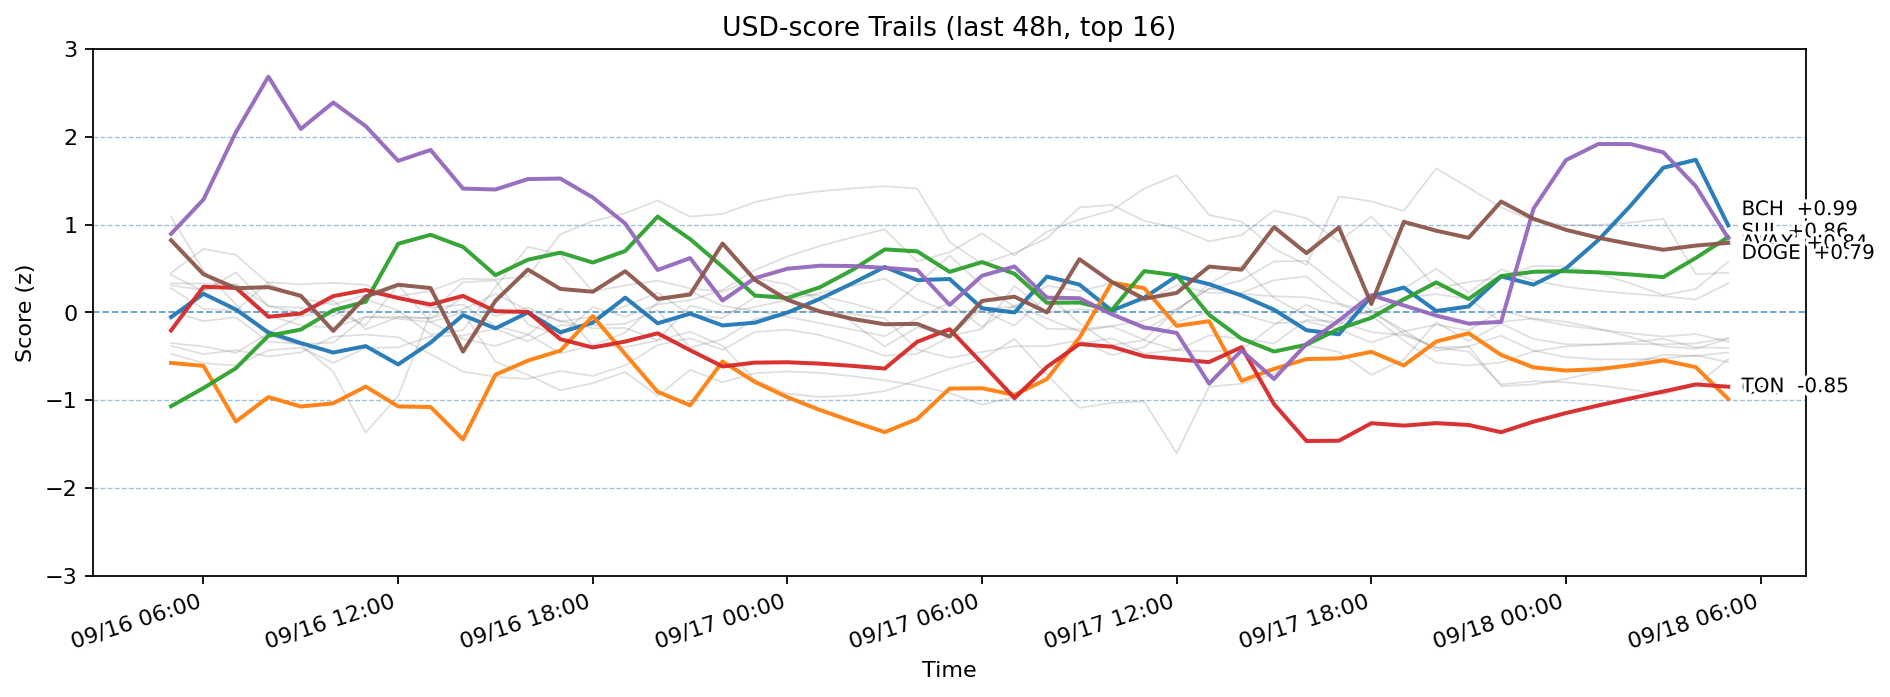 USD-score Trails (last 48h, top 16)
Score (z)
3
2
1
0
−1
−2
−3
BCH +0.99
+0.86
DOGE +0.79
TON -0.85
09/16 06:00
09/16 12:00
09/16 18:00
09/17 00:00
09/17 06:00
09/17 12:00
09/17 18:00
09/18 00:00
09/18 06:00
Time